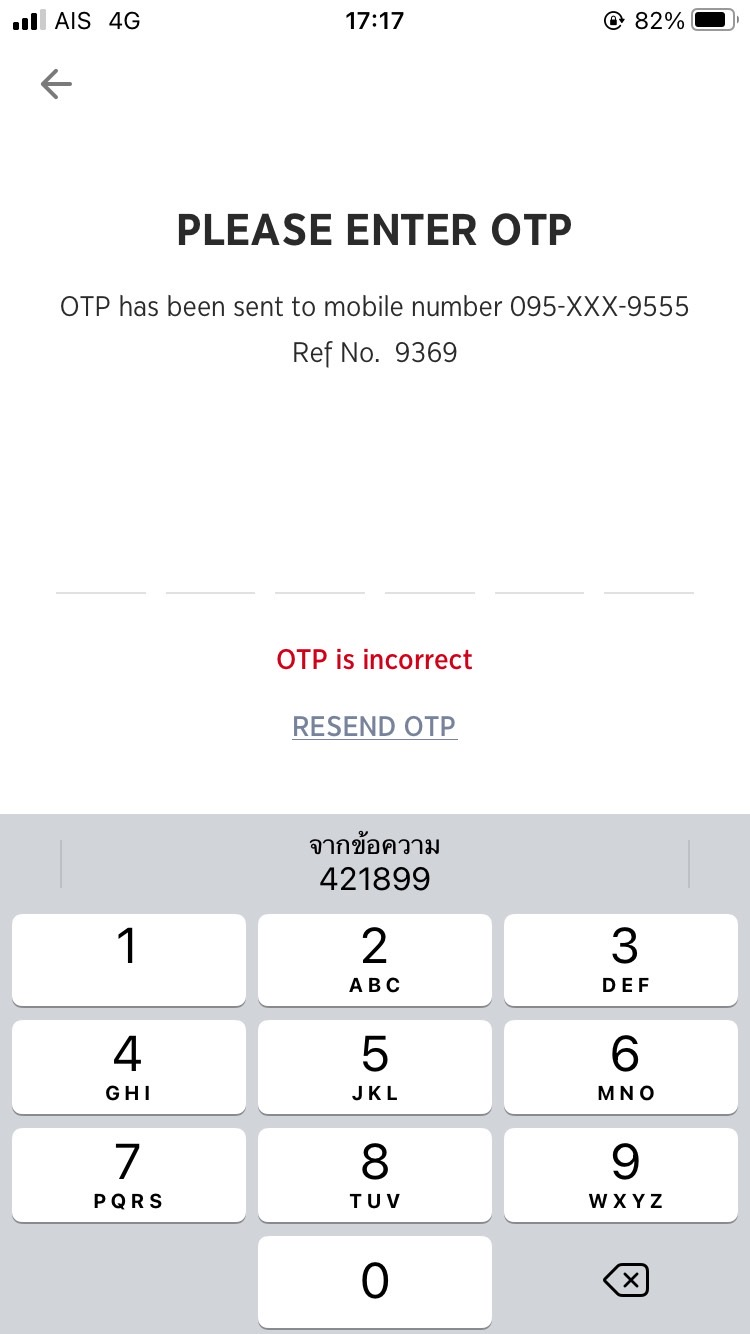 AIS 4G 17:17 82%
PLEASE ENTER OTP
OTP has been sent to mobile number 095-XXX-9555
Ref No. 9369
OTP is incorrect
RESEND OTP
จากข้อความ
421899
1 2 3
ABC DEF
4 5 6
GHI JKL MNO
7 8 9
PQRS TUV WXYZ
0